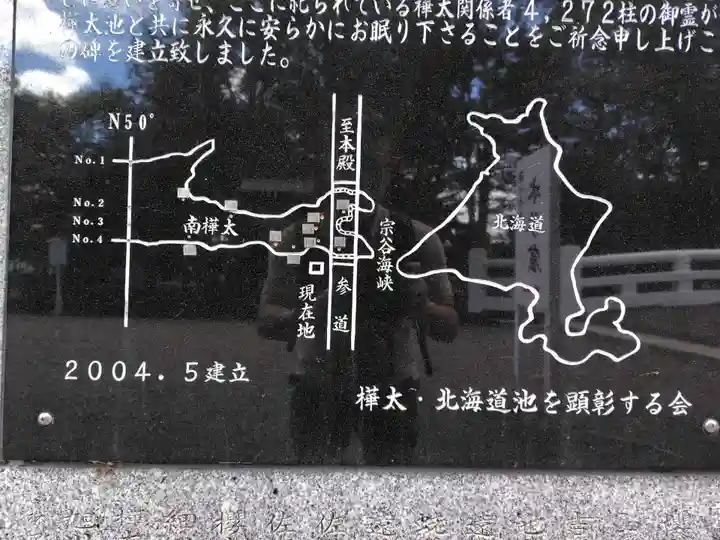 に祀られている樺太関係者4,272柱の御霊が
樺太池と共に永久に安らかにお眠り下さることをご祈念申し上げこ
の碑を建立致しました。
N50°
No.1
No.2
No.3
No.4
南樺太
至本殿
参道
現在地
宗谷海峡
北海道
2004.5建立
樺太・北海道池を顕彰する会